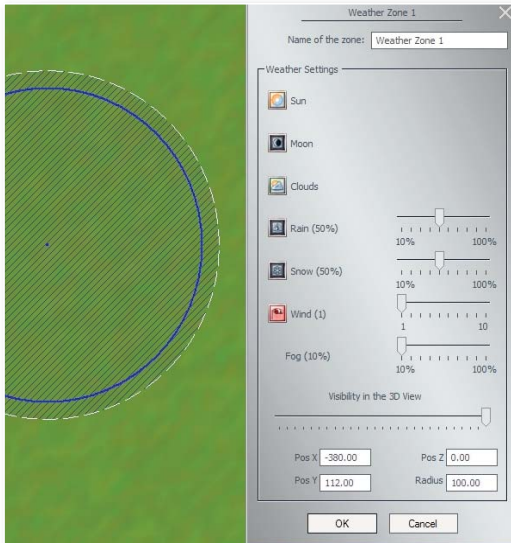 Weather Zone 1
Name of the zone: Weather Zone 1
Weather Settings
Sun
Moon
Clouds
Rain (50%)
10% 100%
Snow (50%)
10% 100%
Wind (1)
1 10
Fog (10%)
10% 100%
Visibility in the 3D View
Pos X -380.00 Pos Z 0.00
Pos Y 112.00 Radius 100.00
OK Cancel